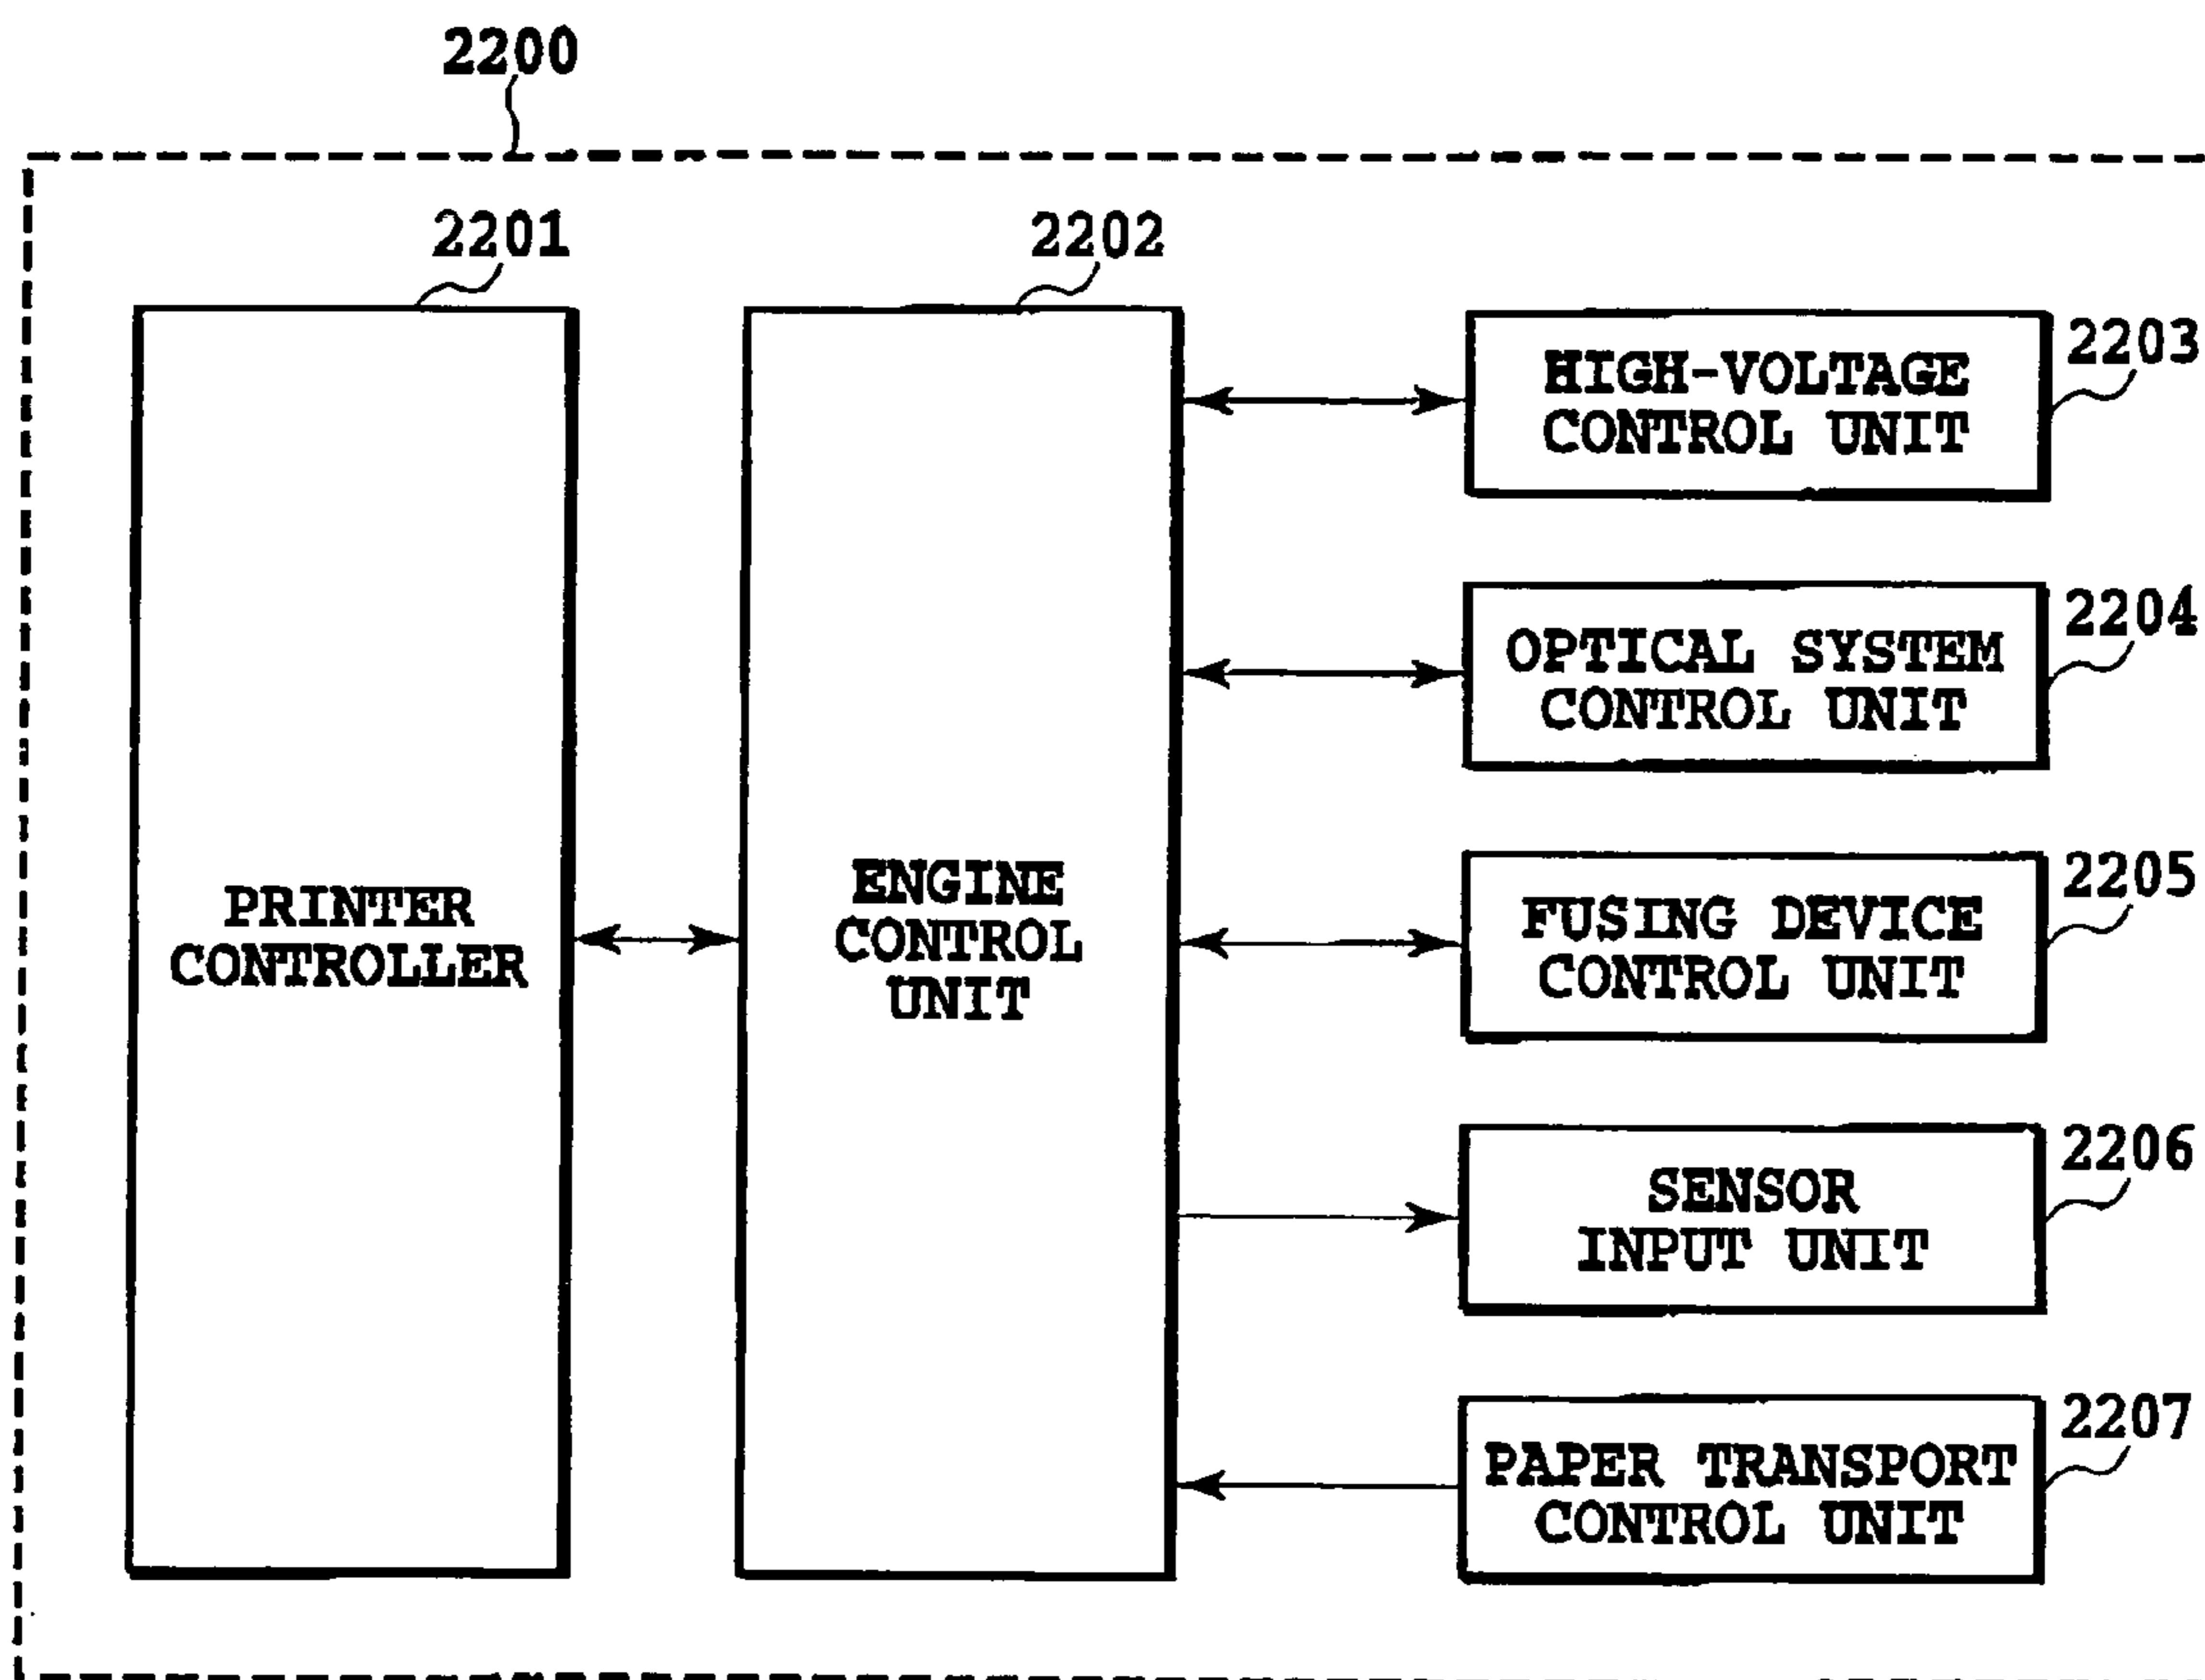 2200
2201
2202
PRINTER
CONTROLLER
ENGINE
CONTROL
UNIT
2203
HIGH-VOLTAGE
CONTROL UNIT
2204
OPTICAL SYSTEM
CONTROL UNIT
2205
FUSING DEVICE
CONTROL UNIT
2206
SENSOR
INPUT UNIT
2207
PAPER TRANSPORT
CONTROL UNIT